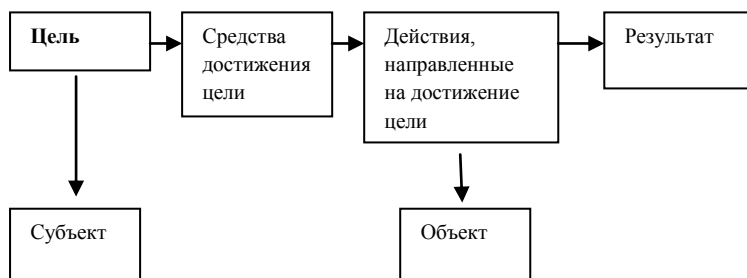 Цель
Средства
достижения
цели
Действия,
направленные
на достижение
цели
Результат
Субъект
Объект